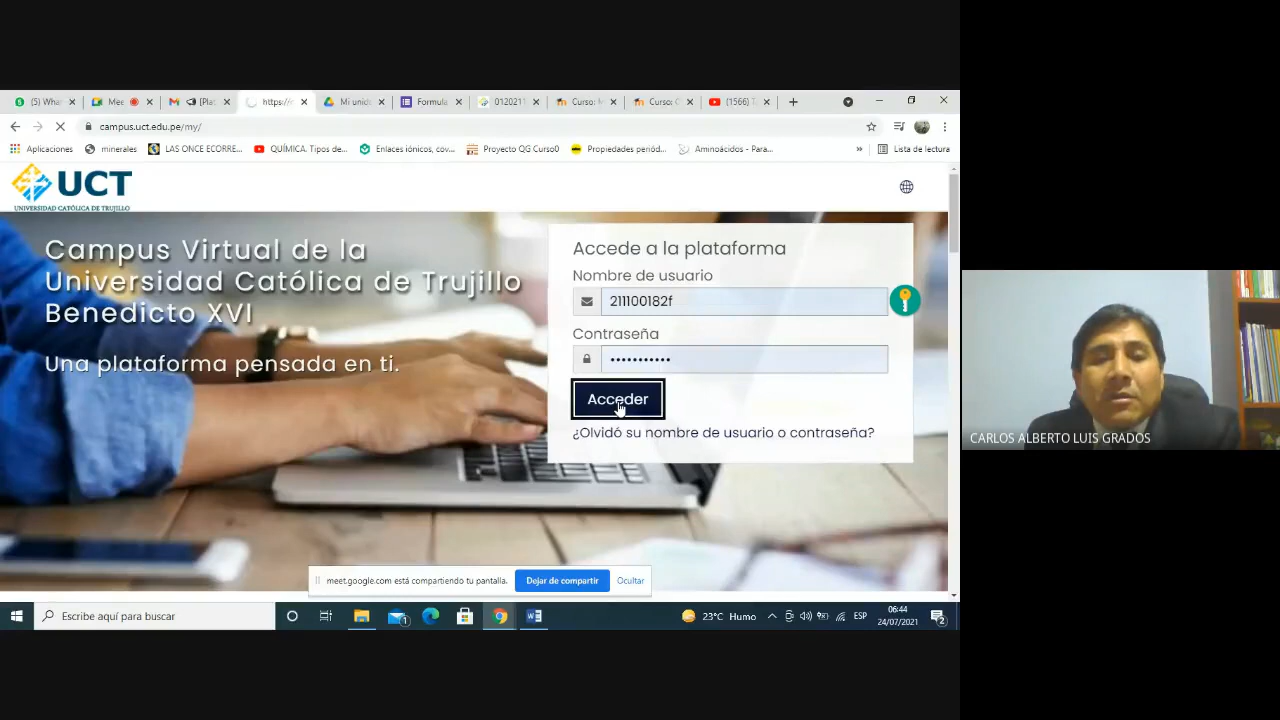 (5) Wha
Mee
[Pla
https://
Mi unid
Formula
012021
Curso:
Curso:
(1566)
campus.uct.edu.pe/my/
Aplicaciones
minerales
LAS ONCE ECORRE...
QUÍMICA. Tipos de...
Enlaces iónicos, cov...
Proyecto QG Curso0
Propiedades periód...
Aminoácidos - Para...
»
Lista de lectura
UCT
UNIVERSIDAD CATÓLICA DE TRUJILLO
Campus Virtual de la
Universidad Católica de Trujillo
Benedicto XVI
Una plataforma pensada en ti.
Accede a la plataforma
Nombre de usuario
211100182f
Contraseña
•••••••••••
Acceder
¿Olvidó su nombre de usuario o contraseña?
meet.google.com está compartiendo tu pantalla.
Dejar de compartir
Ocultar
Escribe aquí para buscar
1
23°C Humo
ESP
06:44
24/07/2021
2
CARLOS ALBERTO LUIS GRADOS